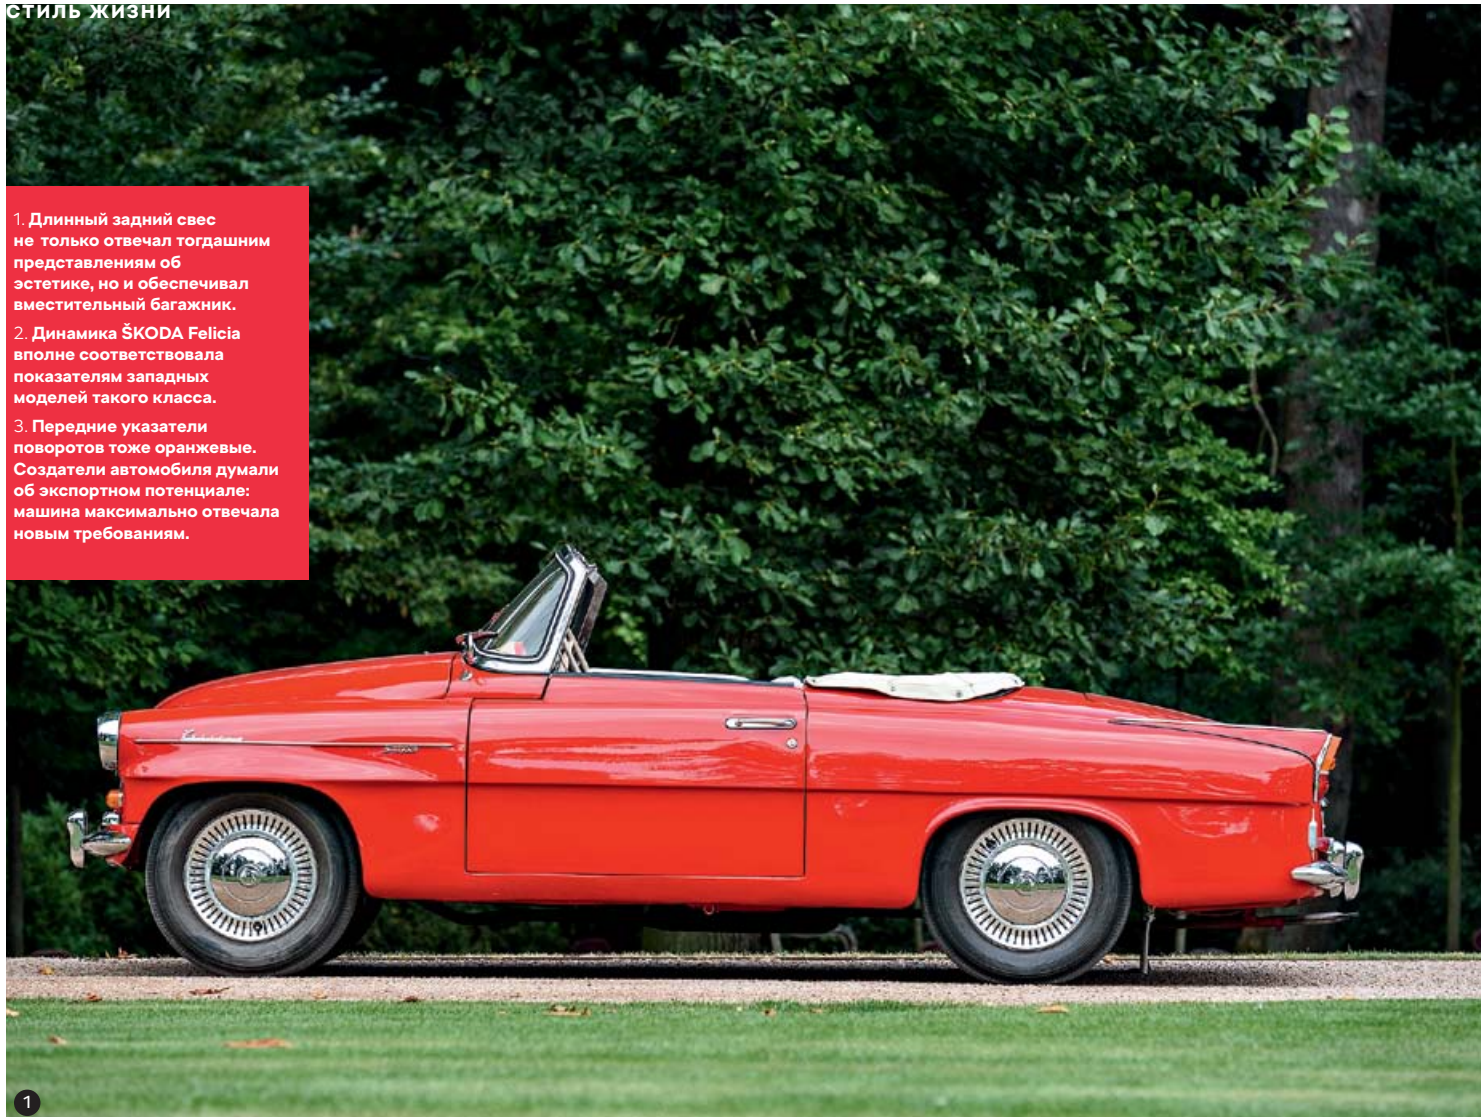 СТИЛЬ ЖИЗНИ
1. Длинный задний свес
не только отвечал тогдашним
представлениям об
эстетике, но и обеспечивал
вместительный багажник.
2. Динамика ŠKODA Felicia
вполне соответствовала
показателям западных
моделей такого класса.
3. Передние указатели
поворотов тоже оранжевые.
Создатели автомобиля думали
об экспортном потенциале:
машина максимально отвечала
новым требованиям.
1